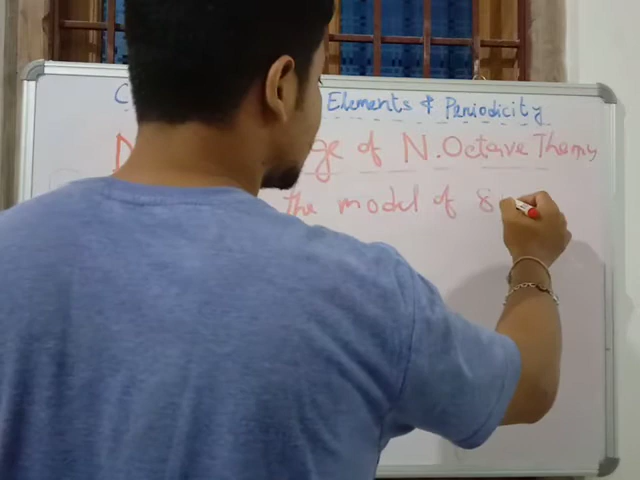 Elements & Periodicity
of N. Octave Theory
the model of 8